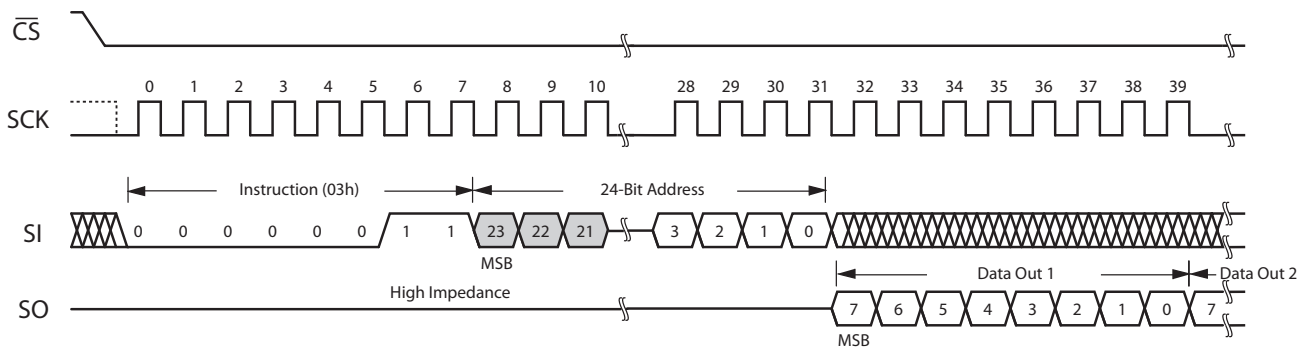 CS
0 1 2 3 4 5 6 7 8 9 10 28 29 30 31 32 33 34 35 36 37 38 39
SCK
Instruction (03h) 24-Bit Address
SI 0 0 0 0 0 0 1 1 23 22 21 3 2 1 0
MSB
Data Out 1 Data Out 2
High Impedance
SO 7 6 5 4 3 2 1 0 7
MSB